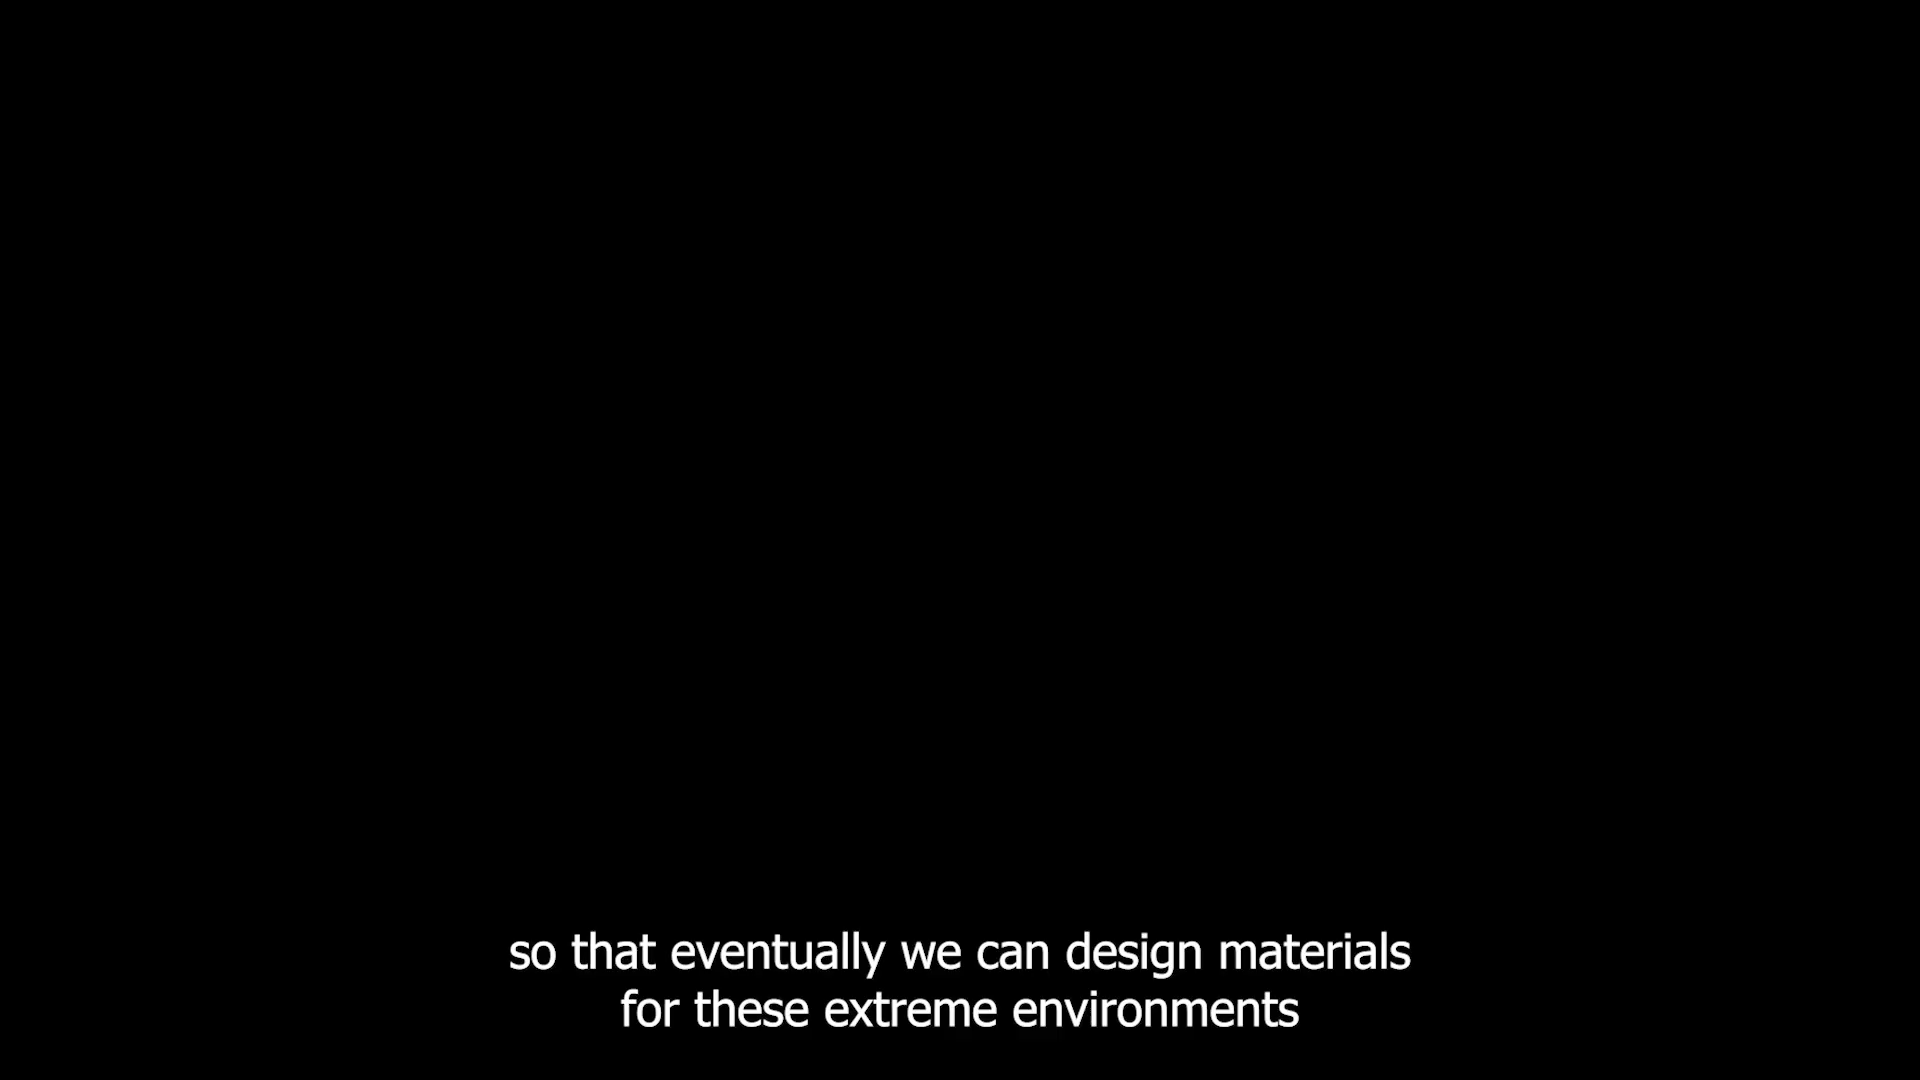 so that eventually we can design materials
for these extreme environments